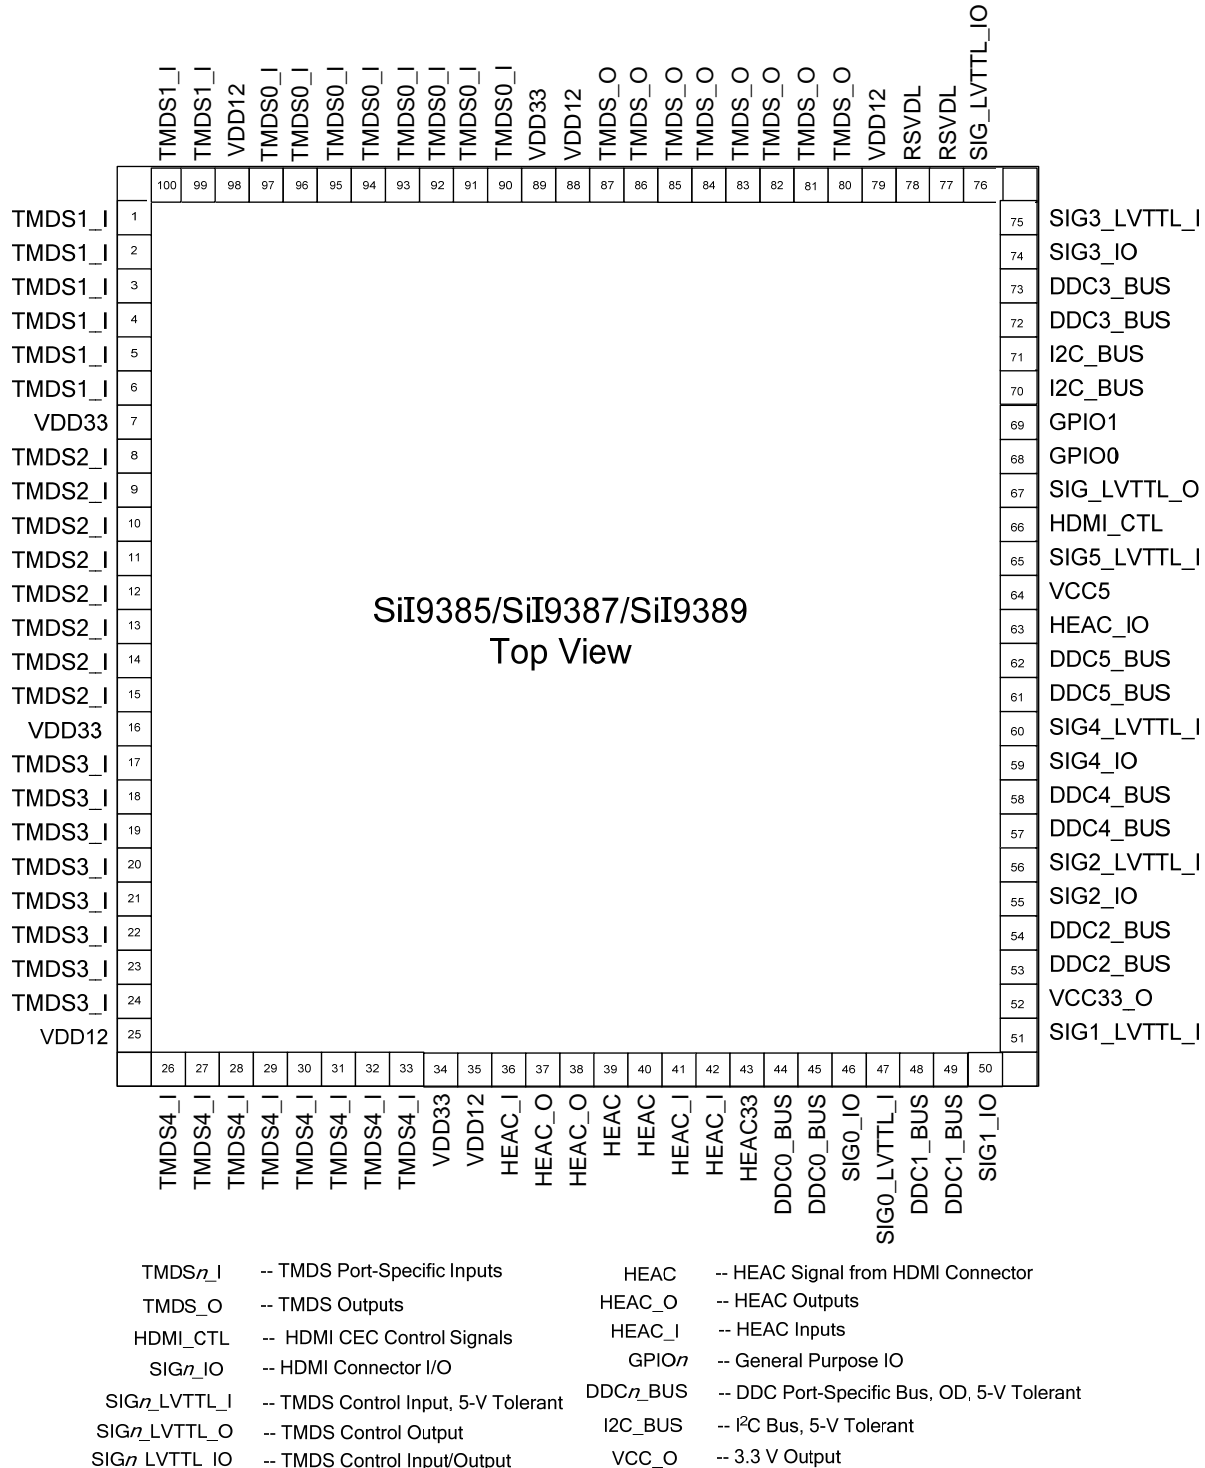 TMDS1_I TMDS1_I VDD12 TMDS0_I TMDS0_I TMDS0_I TMDS0_I TMDS0_I TMDS0_I TMDS0_I TMDS0_I VDD33 VDD12 TMDS_O TMDS_O TMDS_O TMDS_O TMDS_O TMDS_O TMDS_O TMDS_O VDD12 RSVDL RSVDL SIG_LVTTL_IO
100 99 98 97 96 95 94 93 92 91 90 89 88 87 86 85 84 83 82 81 80 79 78 77 76
TMDS1_I 1 75 SIG3_LVTTL_I
TMDS1_I 2 74 SIG3_IO
TMDS1_I 3 73 DDC3_BUS
TMDS1_I 4 72 DDC3_BUS
TMDS1_I 5 71 I2C_BUS
TMDS1_I 6 70 I2C_BUS
VDD33 7 69 GPIO1
TMDS2_I 8 68 GPIO0
TMDS2_I 9 67 SIG_LVTTL_O
TMDS2_I 10 66 HDMI_CTL
TMDS2_I 11 65 SIG5_LVTTL_I
TMDS2_I 12 64 VCC5
SiI9385/SiI9387/SiI9389
TMDS2_I 13 63 HEAC_IO
Top View
TMDS2_I 14 62 DDC5_BUS
TMDS2_I 15 61 DDC5_BUS
VDD33 16 60 SIG4_LVTTL_I
TMDS3_I 17 59 SIG4_IO
TMDS3_I 18 58 DDC4_BUS
TMDS3_I 19 57 DDC4_BUS
TMDS3_I 20 56 SIG2_LVTTL_I
TMDS3_I 21 55 SIG2_IO
TMDS3_I 22 54 DDC2_BUS
TMDS3_I 23 53 DDC2_BUS
TMDS3_I 24 52 VCC33_O
VDD12 25 51 SIG1_LVTTL_I
26 27 28 29 30 31 32 33 34 35 36 37 38 39 40 41 42 43 44 45 46 47 48 49 50
TMDS4_I TMDS4_I TMDS4_I TMDS4_I TMDS4_I TMDS4_I TMDS4_I TMDS4_I VDD33 VDD12 HEAC_I HEAC_O HEAC_O HEAC HEAC HEAC_I HEAC_I HEAC33 DDC0_BUS DDC0_BUS SIG0_IO SIG0_LVTTL_I DDC1_BUS DDC1_BUS SIG1_IO
TMDSn_I -- TMDS Port-Specific Inputs
TMDS_O -- TMDS Outputs
HDMI_CTL -- HDMI CEC Control Signals
SIGn_IO -- HDMI Connector I/O
SIGn_LVTTL_I -- TMDS Control Input, 5-V Tolerant
SIGn_LVTTL_O -- TMDS Control Output
SIGn_LVTTL_IO -- TMDS Control Input/Output
HEAC -- HEAC Signal from HDMI Connector
HEAC_O -- HEAC Outputs
HEAC_I -- HEAC Inputs
GPIOn -- General Purpose IO
DDCn_BUS -- DDC Port-Specific Bus, OD, 5-V Tolerant
I2C_BUS -- I²C Bus, 5-V Tolerant
VCC_O -- 3.3 V Output